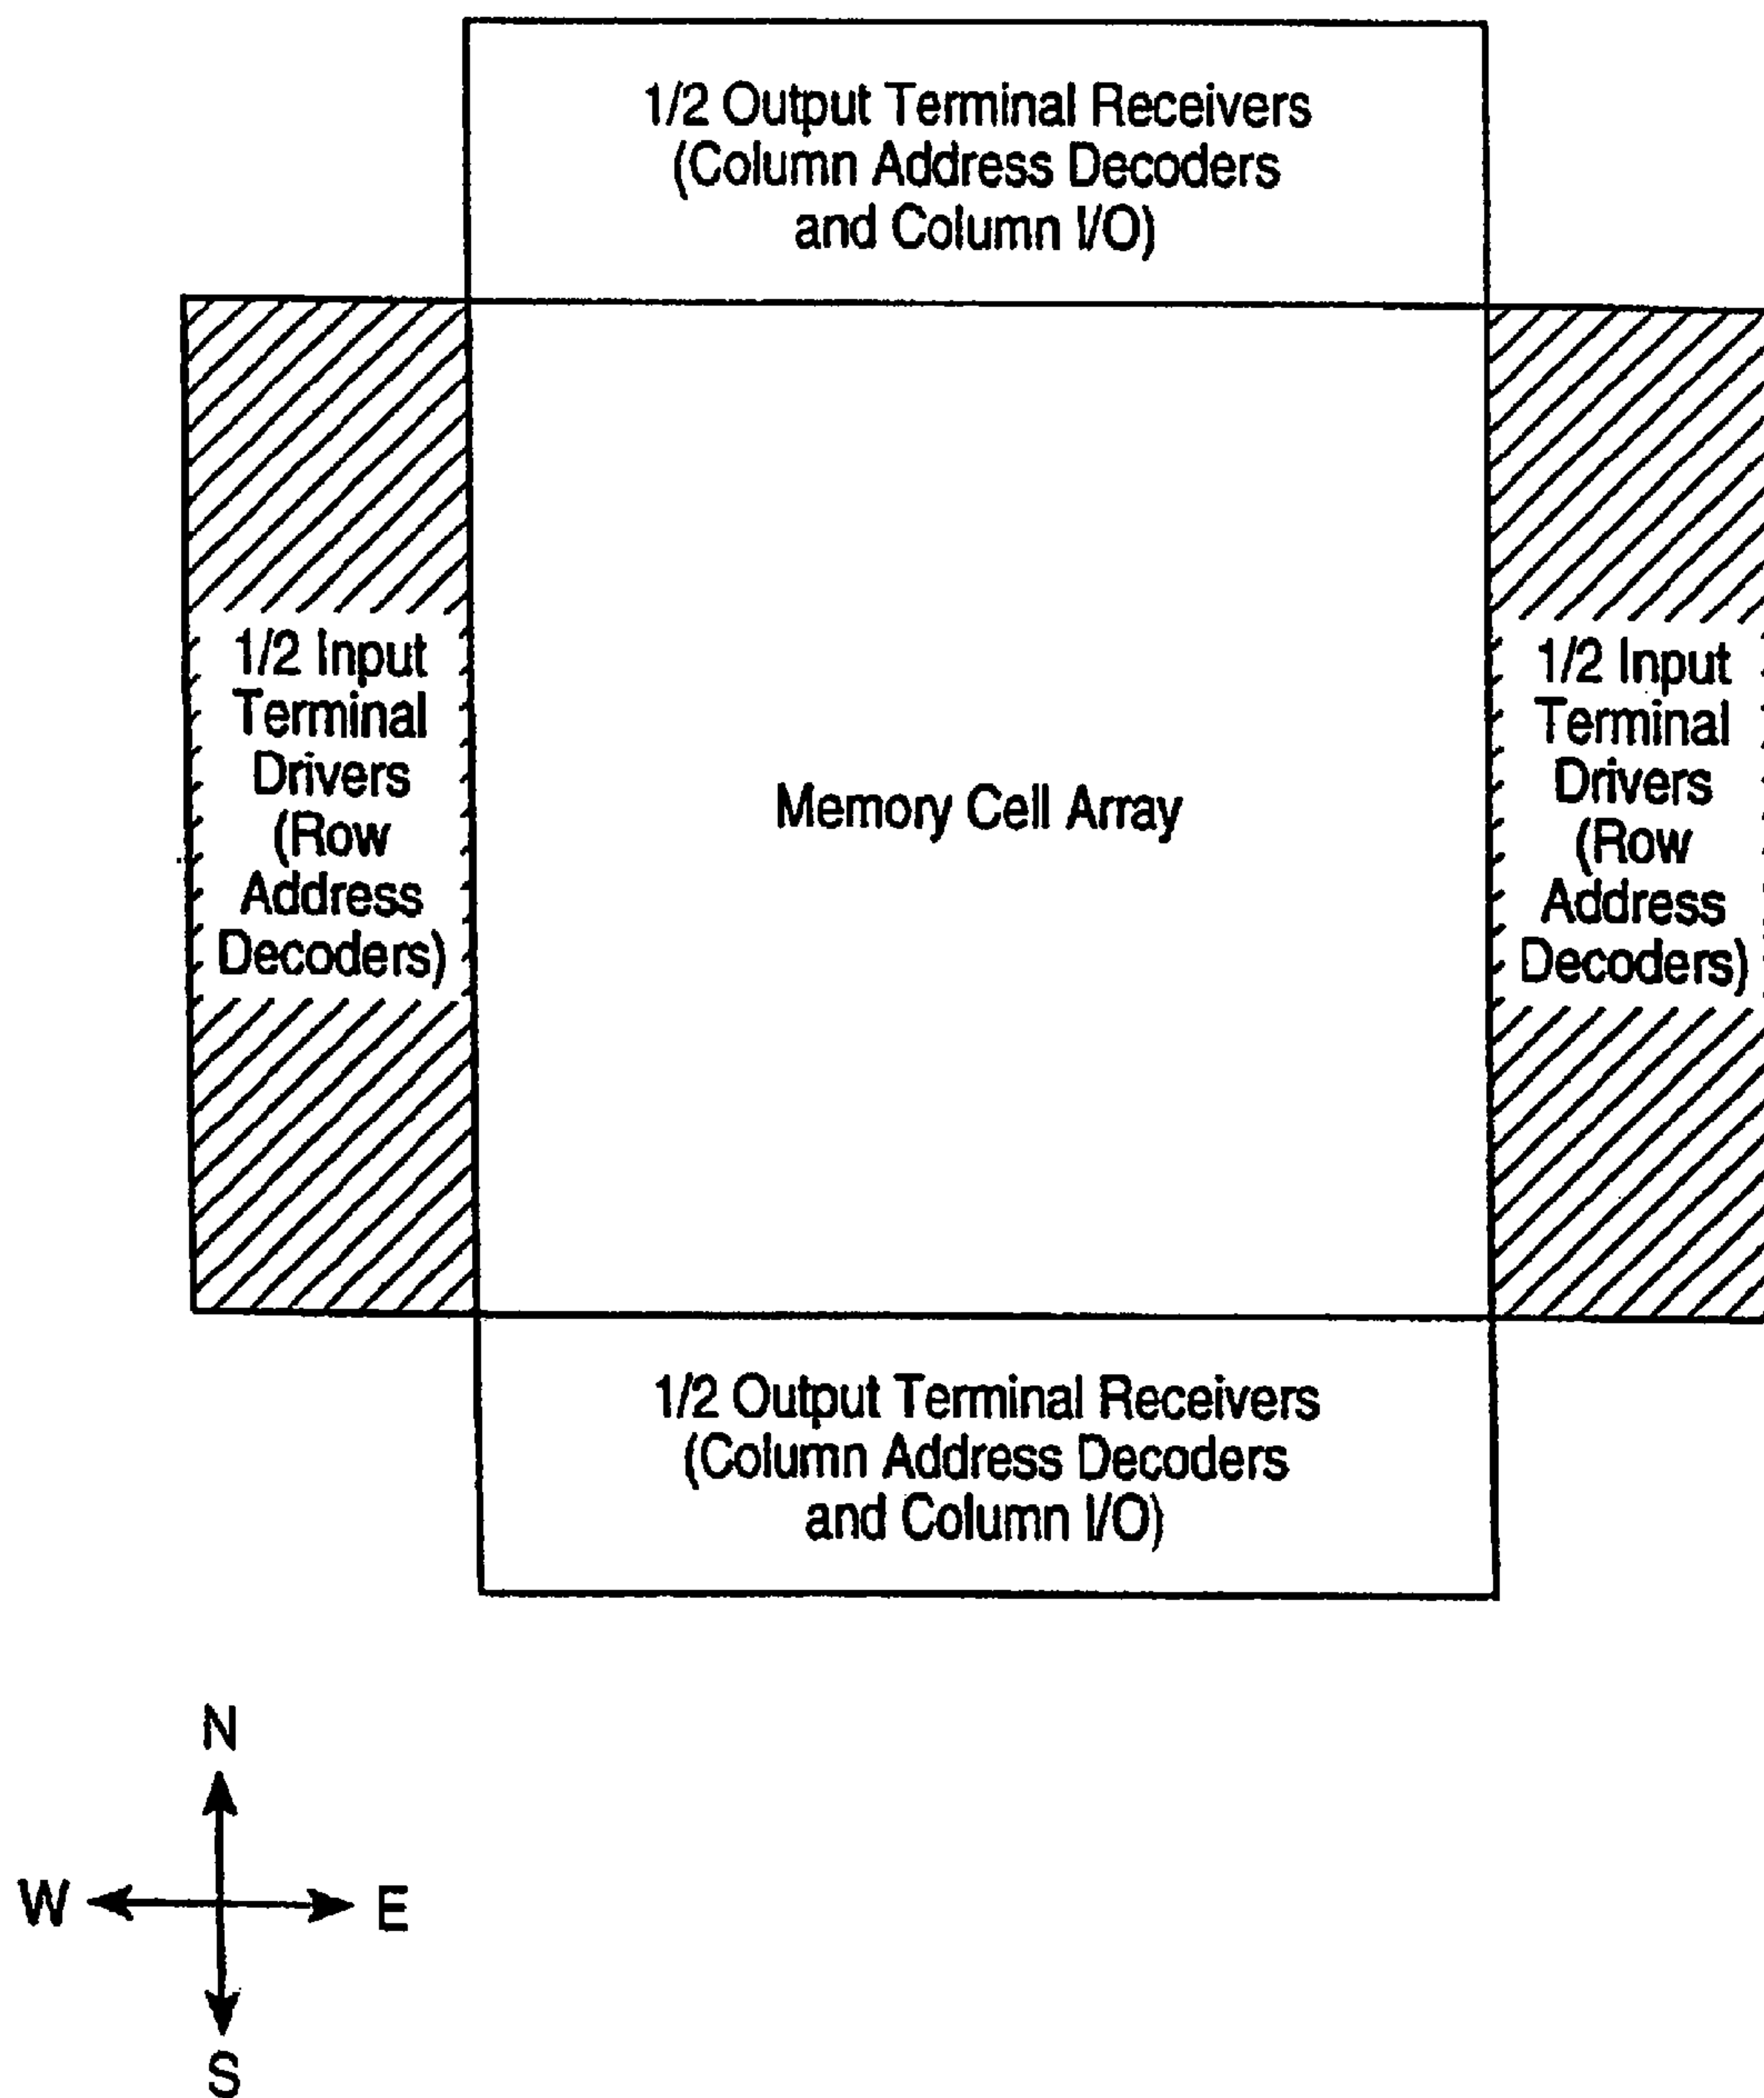 1/2 Output Terminal Receivers
(Column Address Decoders
and Column I/O)
1/2 Input
Terminal
Drivers
(Row
Address
Decoders)
Memory Cell Array
1/2 Input
Terminal
Drivers
(Row
Address
Decoders)
1/2 Output Terminal Receivers
(Column Address Decoders
and Column I/O)
N
W E
S